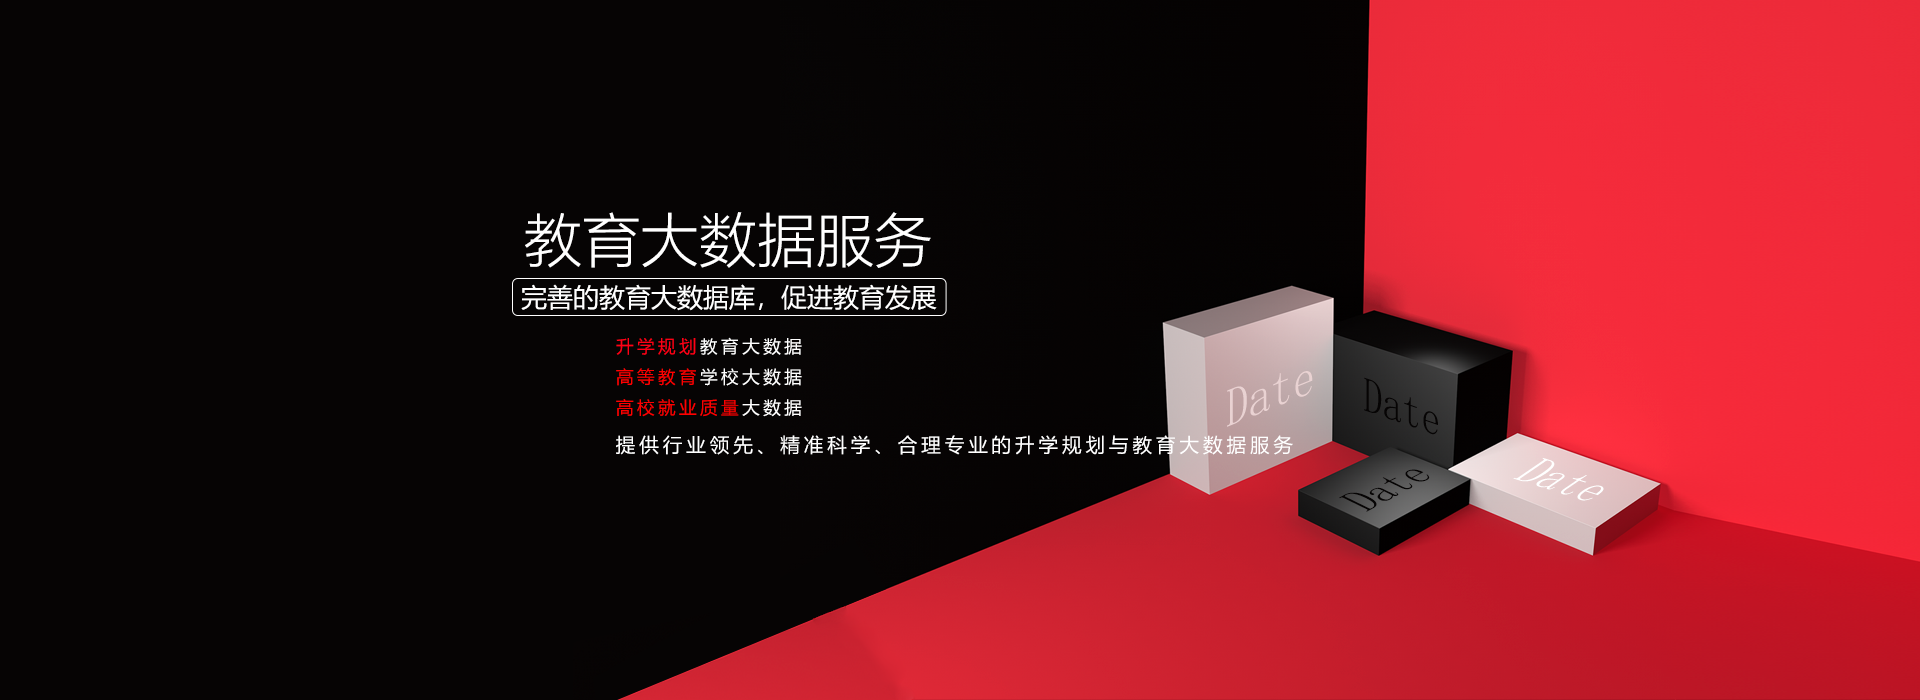 教育大数据服务
完善的教育大数据库，促进教育发展
升学规划教育大数据
高等教育学校大数据
高校就业质量大数据
提供行业领先、精准科学、合理专业的升学规划与教育大数据服务
Date
Date
Date
Date